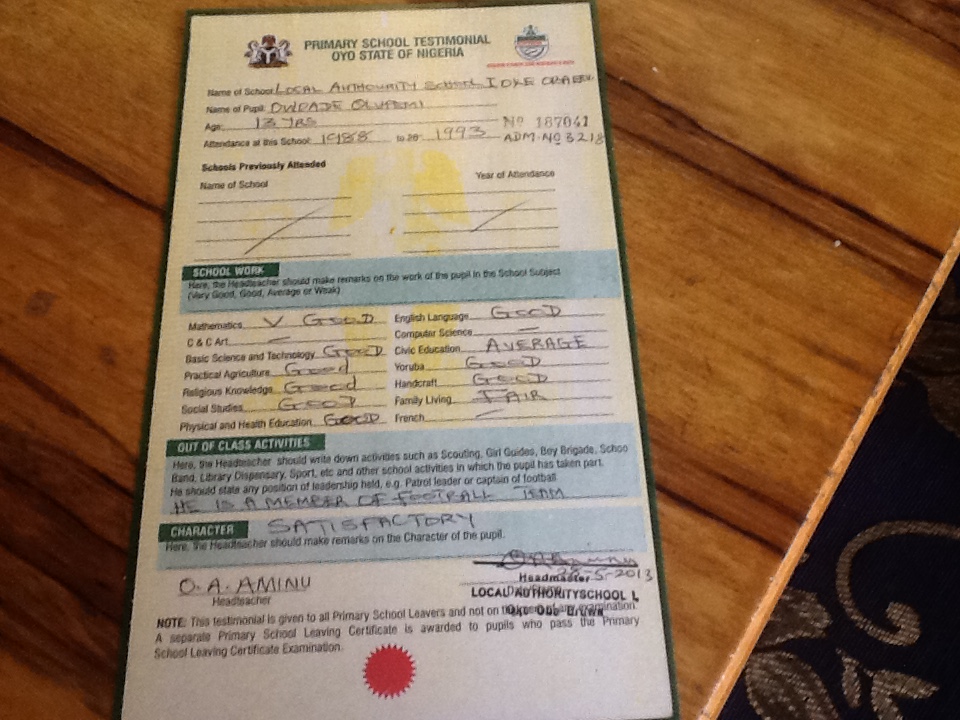 PRIMARY SCHOOL TESTIMONIAL
OYO STATE OF NIGERIA
Name of School: LOCAL AUTHOURITY SCHOOL I OKE
Name of Pupil: OLUFEMI
Age: 13 YRS Nº 187041
Attendance at this School: 1988 to 20 1993 ADM-Nº 3218
Schools Previously Attended
Name of School Year of Attendance
SCHOOL WORK
Here, the Headteacher should make remarks on the work of the pupil in the School Subject
(Very Good, Good, Average or Weak)
Mathematics V GOOD English Language GOOD
C & C Art — Computer Science —
Basic Science and Technology GOOD Civic Education AVERAGE
Practical Agriculture Good Yoruba GOOD
Religious Knowledge Good Handcraft GOOD
Social Studies GOOD Family Living FAIR
Physical and Health Education GOOD French —
OUT OF CLASS ACTIVITIES
Here, the Headteacher should write down activities such as Scouting, Girl Guides, Boy Brigade, Schoo
Band, Library Dispensary, Sport, etc and other school activities in which the pupil has taken part.
He should state any position of leadership held, e.g. Patrol leader or captain of football
HE IS A MEMBER OF FOOTBALL TEAM
CHARACTER SATISFACTORY
Here, the Headteacher should make remarks on the Character of the pupil.
O. A. AMINU
Headteacher
Headmaster
28-5-2013
LOCAL AUTHORITY SCHOOL I,
NOTE: This testimonial is given to all Primary School Leavers and not on examination.
A separate Primary School Leaving Certificate is awarded to pupils who pass the Primary
School Leaving Certificate Examination.